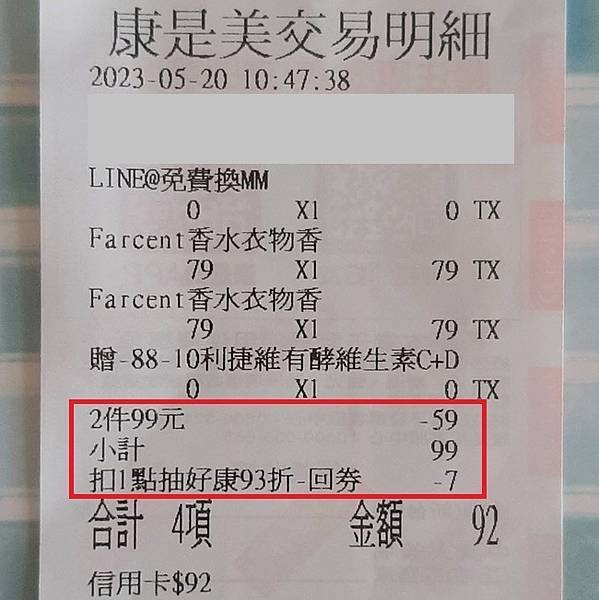 康是美交易明細
2023-05-20 10:47:38
LINE@免費換MM
0 X1 0 TX
Farcent香水衣物香
79 X1 79 TX
Farcent香水衣物香
79 X1 79 TX
贈-88-10利捷維有酵維生素C+D
0 X1 0 TX
2件99元 -59
小計 99
扣1點抽好康93折-回券 -7
合計 4項 金額 92
信用卡$92